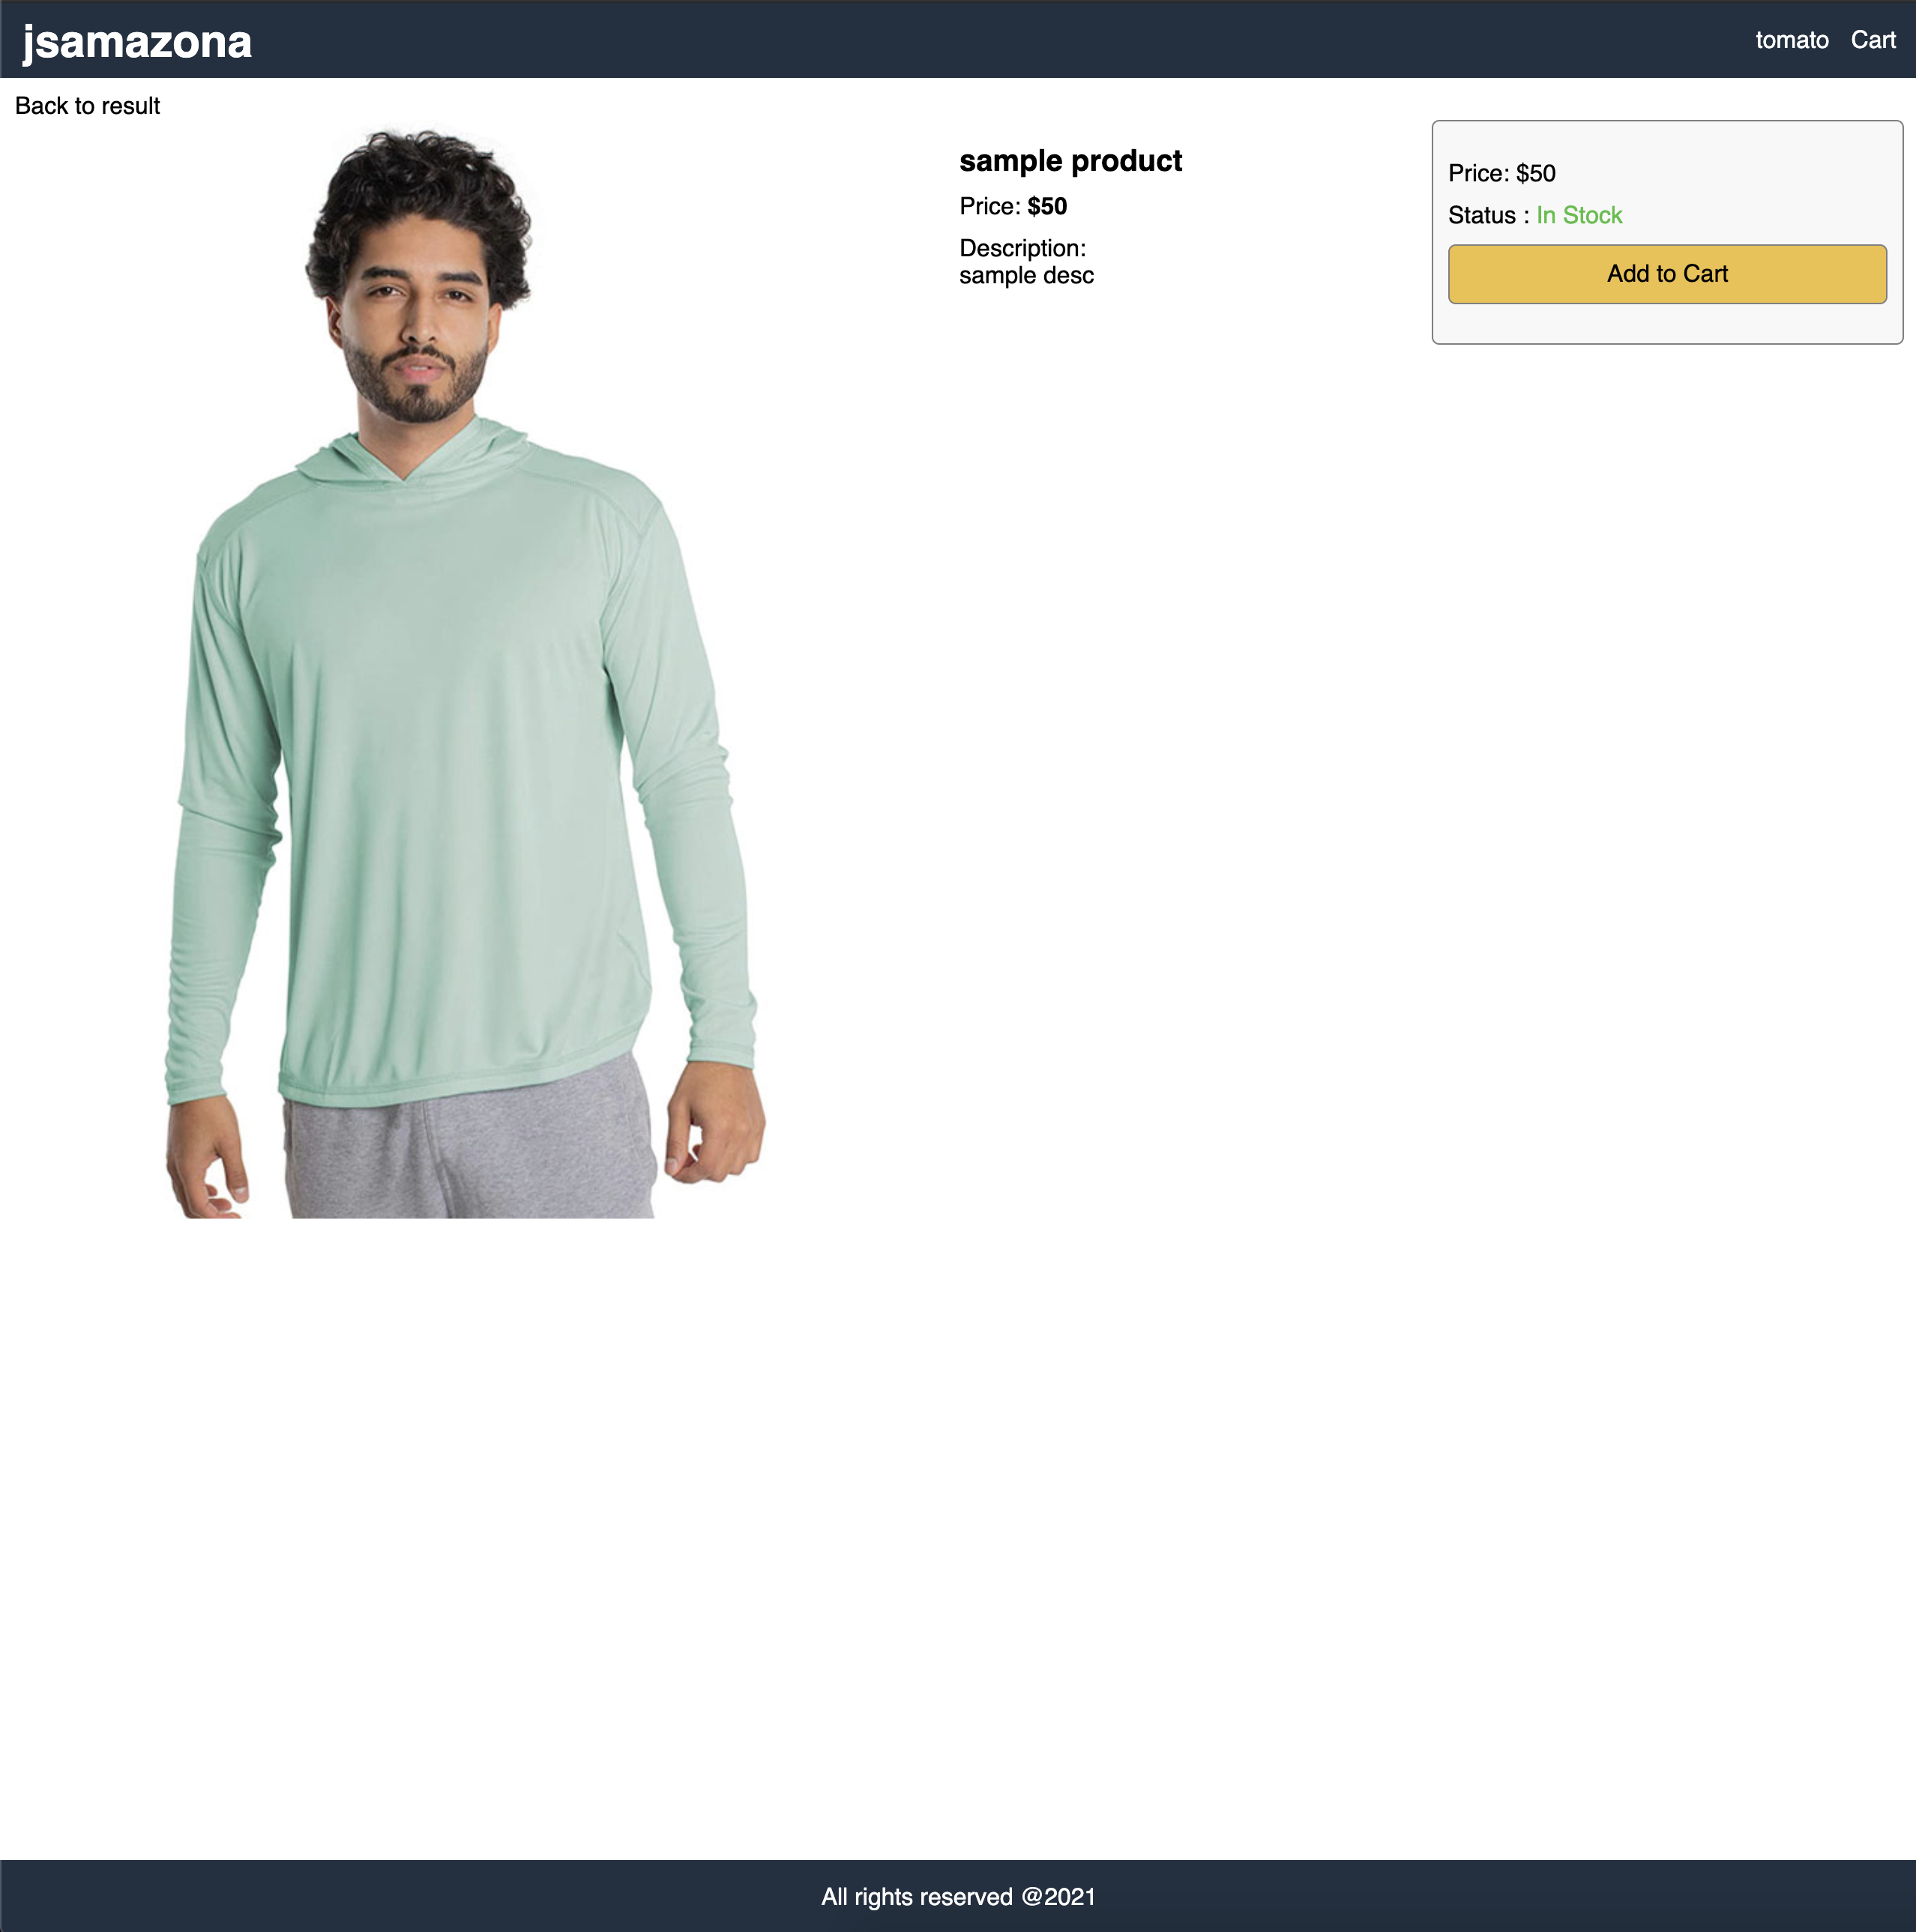 jsamazona
tomato Cart
Back to result
sample product
Price: $50
Description:
sample desc
Price: $50
Status : In Stock
Add to Cart
All rights reserved @2021